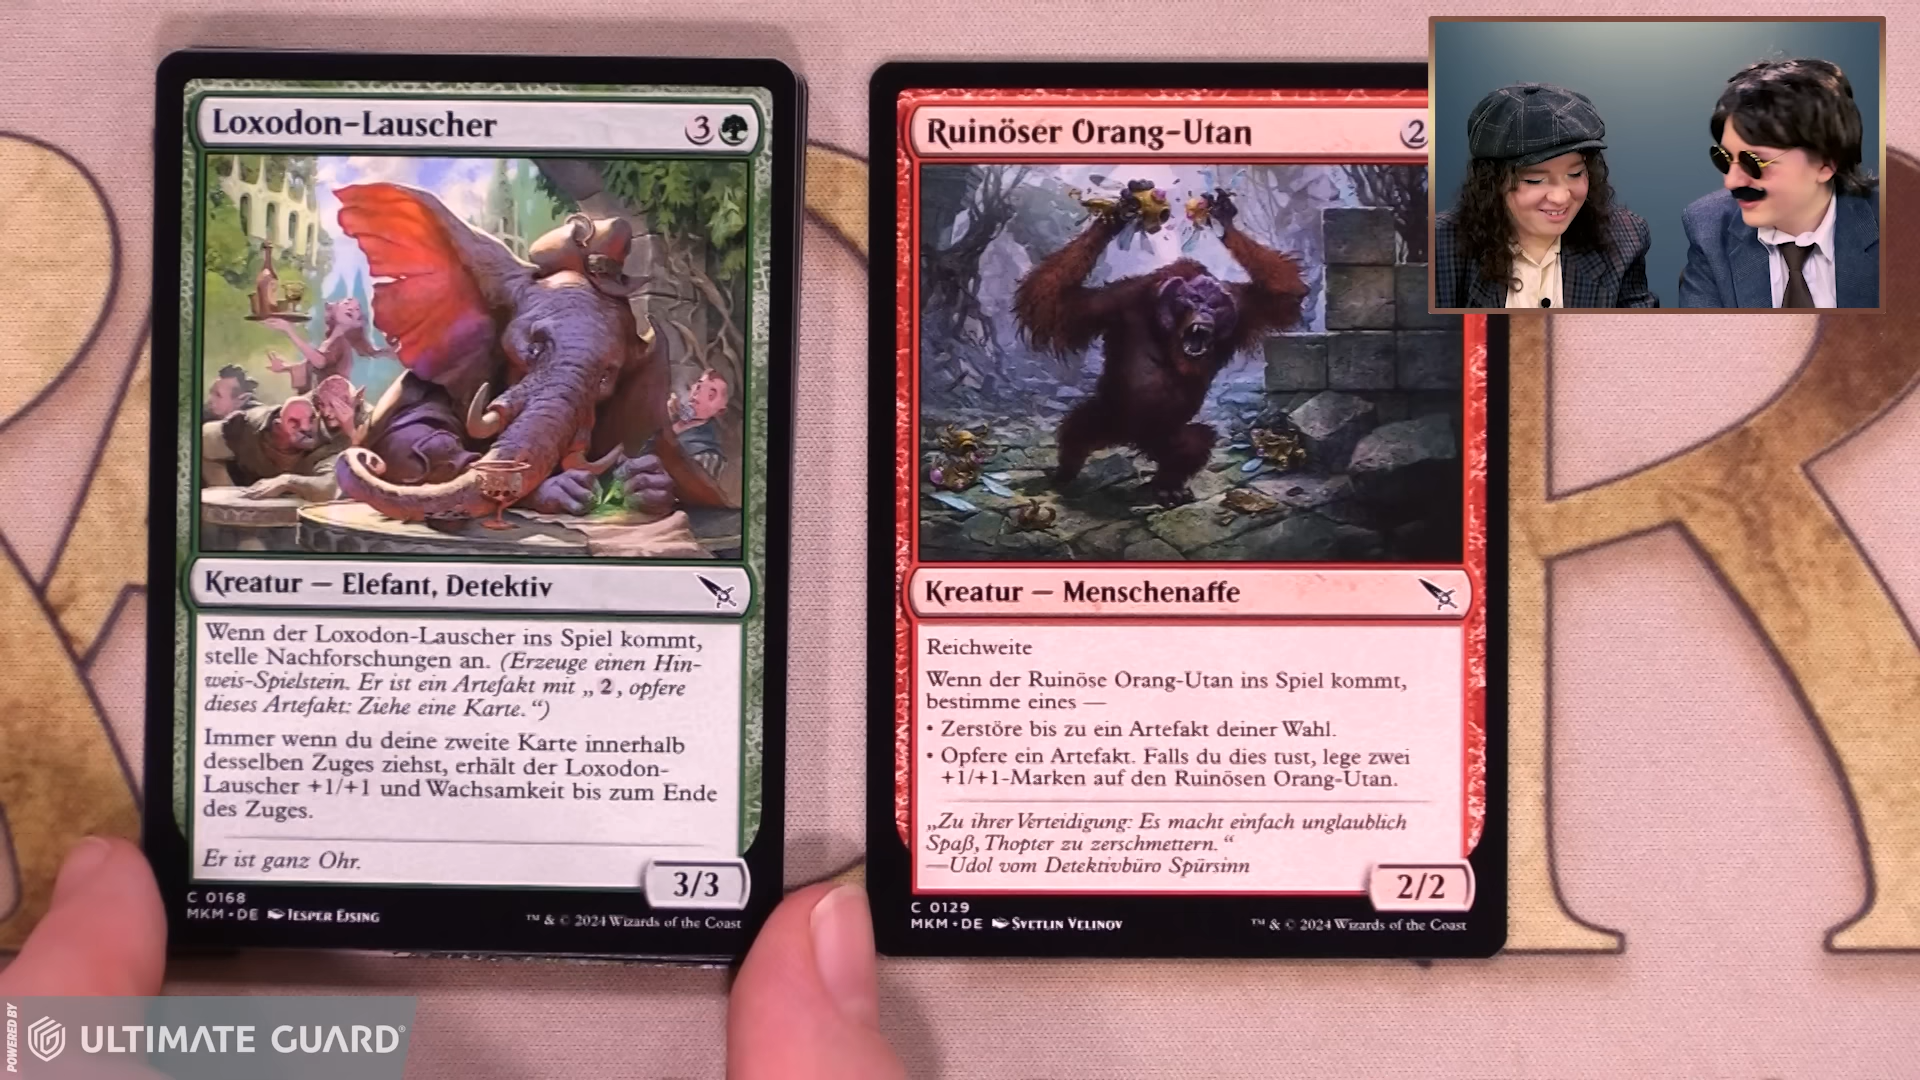 Loxodon-Lauscher
3
Kreatur — Elefant, Detektiv
Wenn der Loxodon-Lauscher ins Spiel kommt,
stelle Nachforschungen an. (Erzeuge einen Hin-
weis-Spielstein. Er ist ein Artefakt mit „2, opfere
dieses Artefakt: Ziehe eine Karte.“)
Immer wenn du deine zweite Karte innerhalb
desselben Zuges ziehst, erhält der Loxodon-
Lauscher +1/+1 und Wachsamkeit bis zum Ende
des Zuges.
Er ist ganz Ohr.
3/3
C 0168
MKM • DE Jesper Ejsing
™ & © 2024 Wizards of the Coast
Ruinöser Orang-Utan
2
Kreatur — Menschenaffe
Reichweite
Wenn der Ruinöse Orang-Utan ins Spiel kommt,
bestimme eines —
• Zerstöre bis zu ein Artefakt deiner Wahl.
• Opfere ein Artefakt. Falls du dies tust, lege zwei
+1/+1-Marken auf den Ruinösen Orang-Utan.
„Zu ihrer Verteidigung: Es macht einfach unglaublich
Spaß, Thopter zu zerschmettern.“
—Udol vom Detektivbüro Spürsinn
2/2
C 0129
MKM • DE Svetlin Velinov
™ & © 2024 Wizards of the Coast
POWERED BY
ULTIMATE GUARD®